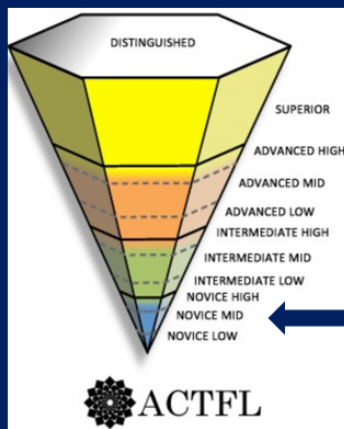 DISTINGUISHED
SUPERIOR
ADVANCED HIGH
ADVANCED MID
ADVANCED LOW
INTERMEDIATE HIGH
INTERMEDIATE MID
INTERMEDIATE LOW
NOVICE HIGH
NOVICE MID
NOVICE LOW
ACTFL